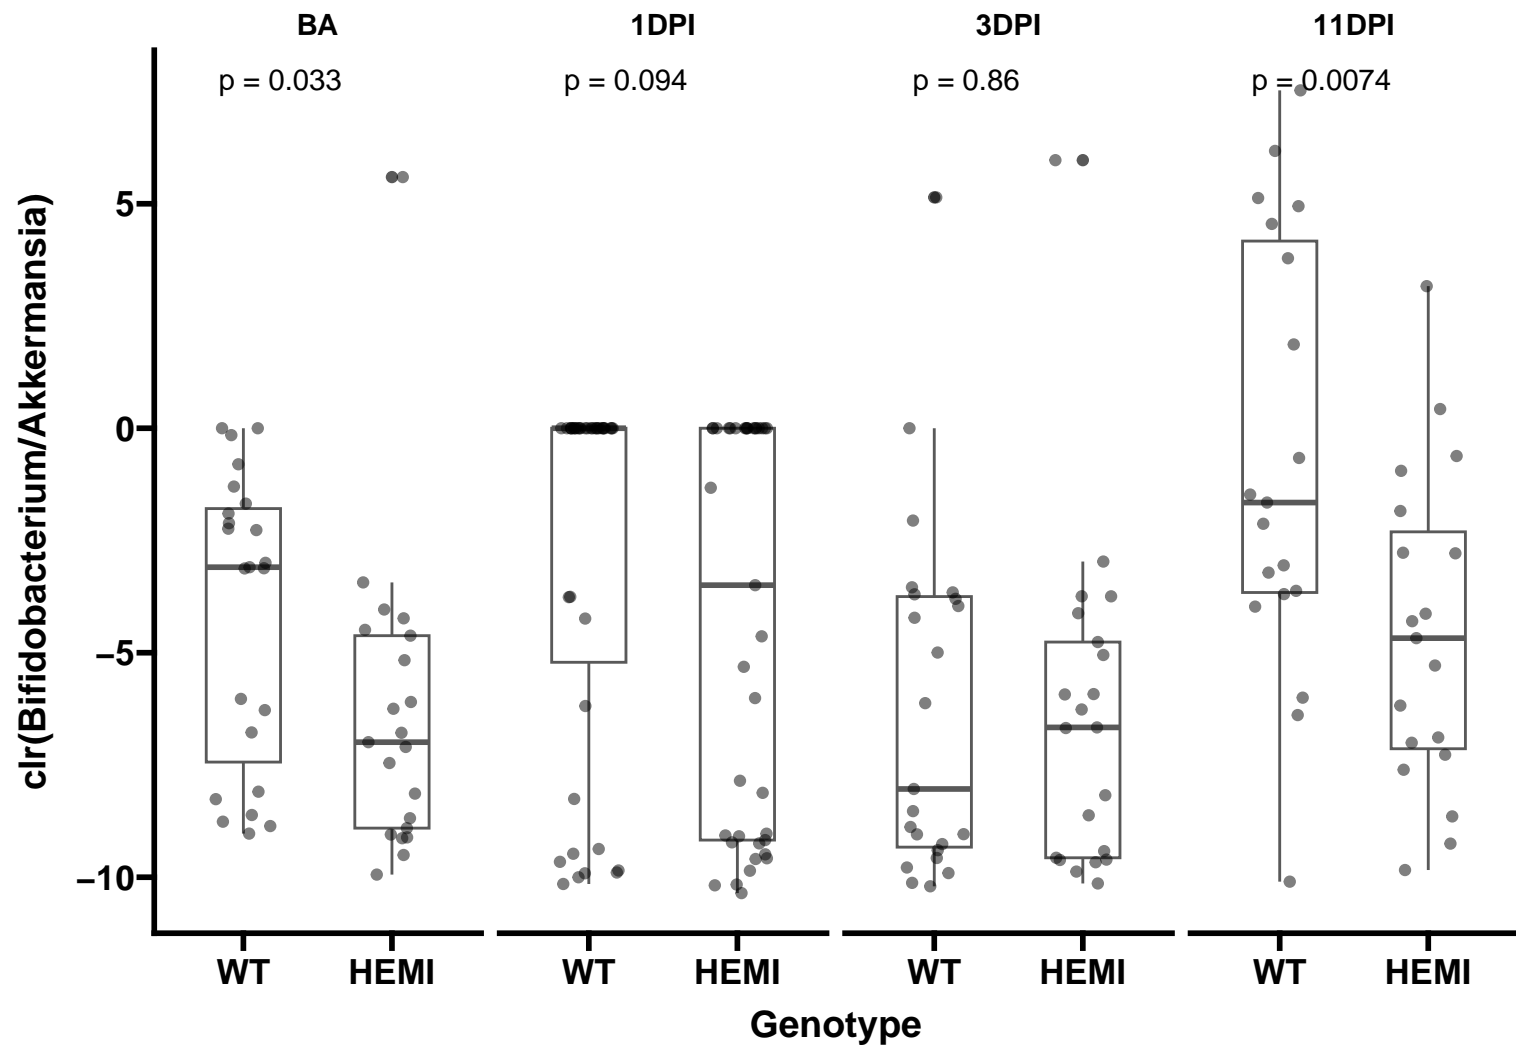 BA 1DPI 3DPI 11DPI
p = 0.033 p = 0.094 p = 0.86 p = 0.0074
clr(Bifidobacterium/Akkermansia)
5
0
−5
−10
WT HEMI WT HEMI WT HEMI WT HEMI
Genotype